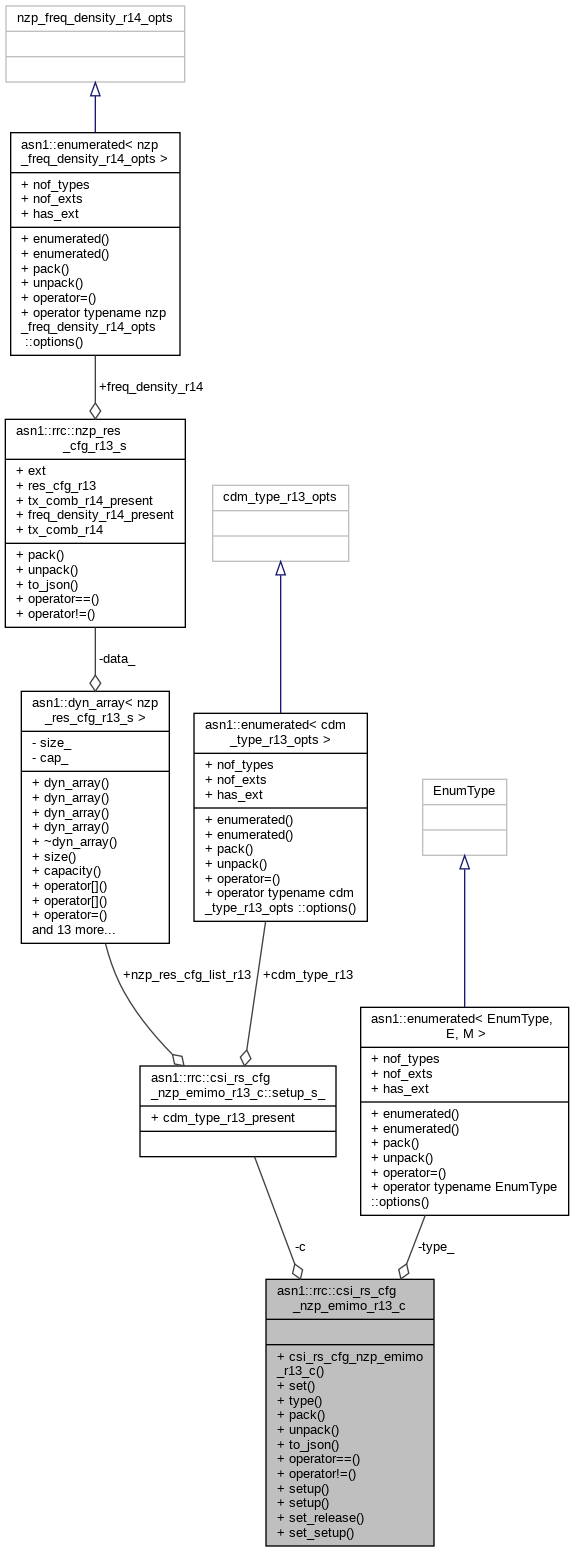 nzp_freq_density_r14_opts
asn1::enumerated< nzp
_freq_density_r14_opts >
+ nof_types
+ nof_exts
+ has_ext
+ enumerated()
+ enumerated()
+ pack()
+ unpack()
+ operator=()
+ operator typename nzp
_freq_density_r14_opts
::options()
+freq_density_r14
asn1::rrc::nzp_res
_cfg_r13_s
+ ext
+ res_cfg_r13
+ tx_comb_r14_present
+ freq_density_r14_present
+ tx_comb_r14
+ pack()
+ unpack()
+ to_json()
+ operator==()
+ operator!=()
-data_
asn1::dyn_array< nzp
_res_cfg_r13_s >
- size_
- cap_
+ dyn_array()
+ dyn_array()
+ dyn_array()
+ dyn_array()
+ ~dyn_array()
+ size()
+ capacity()
+ operator[]()
+ operator[]()
+ operator=()
and 13 more...
+nzp_res_cfg_list_r13
cdm_type_r13_opts
asn1::enumerated< cdm
_type_r13_opts >
+ nof_types
+ nof_exts
+ has_ext
+ enumerated()
+ enumerated()
+ pack()
+ unpack()
+ operator=()
+ operator typename cdm
_type_r13_opts ::options()
+cdm_type_r13
asn1::rrc::csi_rs_cfg
_nzp_emimo_r13_c::setup_s_
+ cdm_type_r13_present
-c
EnumType
asn1::enumerated< EnumType,
E, M >
+ nof_types
+ nof_exts
+ has_ext
+ enumerated()
+ enumerated()
+ pack()
+ unpack()
+ operator=()
+ operator typename EnumType
::options()
-type_
asn1::rrc::csi_rs_cfg
_nzp_emimo_r13_c
+ csi_rs_cfg_nzp_emimo
_r13_c()
+ set()
+ type()
+ pack()
+ unpack()
+ to_json()
+ operator==()
+ operator!=()
+ setup()
+ setup()
+ set_release()
+ set_setup()